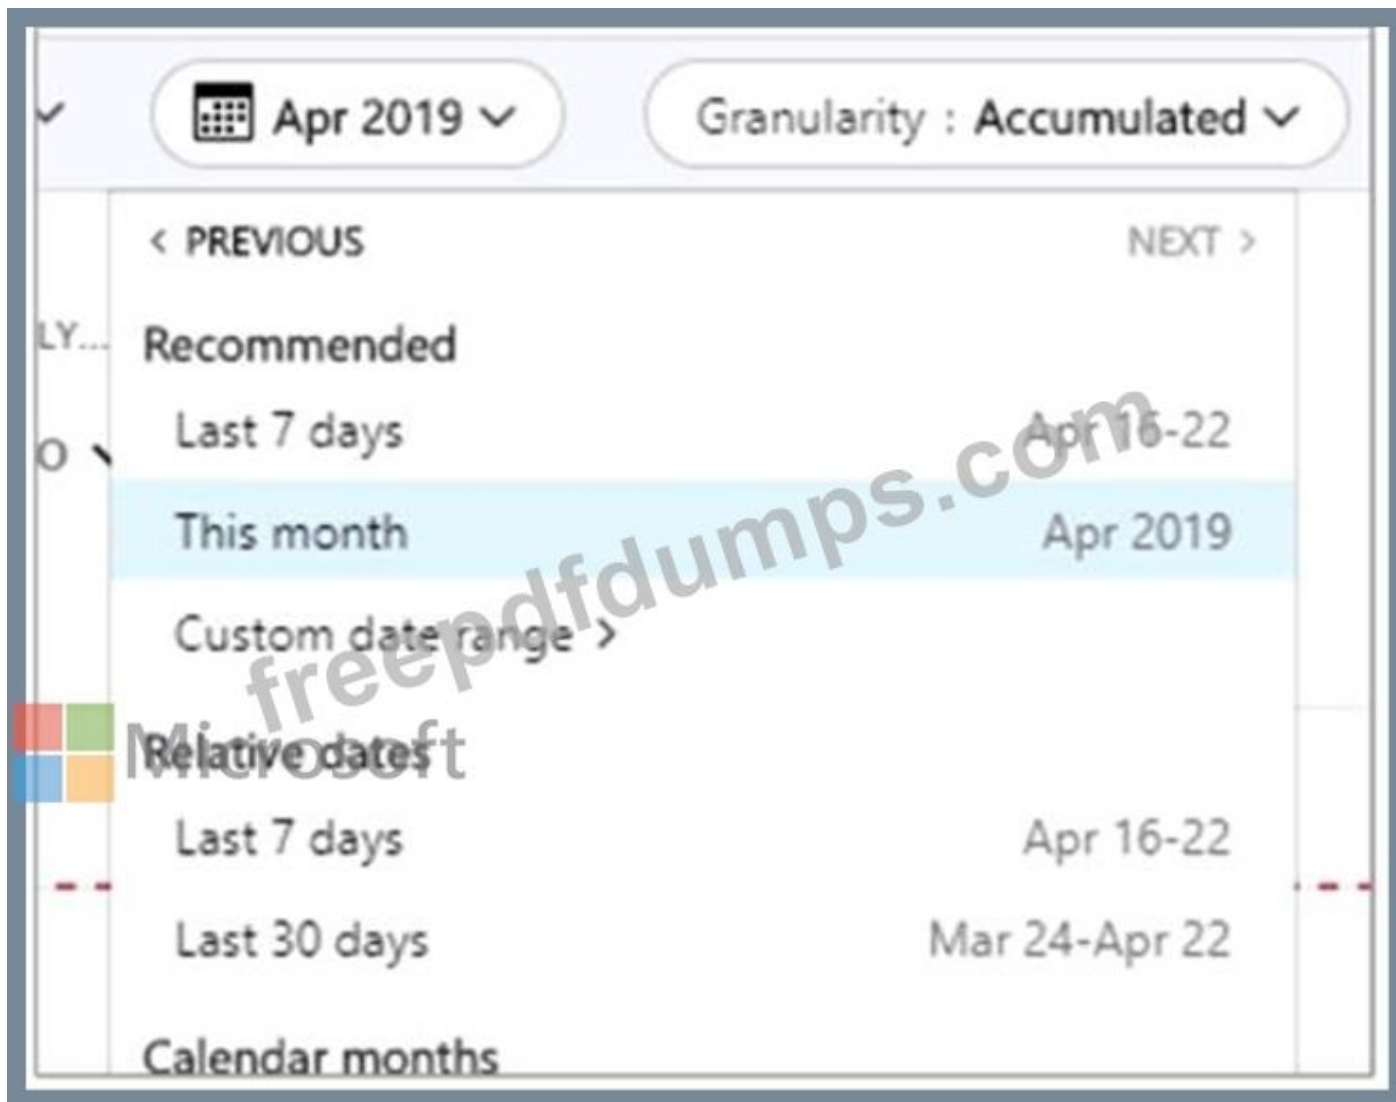 Apr 2019 Granularity : Accumulated
< PREVIOUS NEXT >
LY... Recommended
Last 7 days Apr 16-22
O
This month Apr 2019
Custom date range >
freepdfdumps.com
Microsoft
Relative dates
Last 7 days Apr 16-22
Last 30 days Mar 24-Apr 22
Calendar months